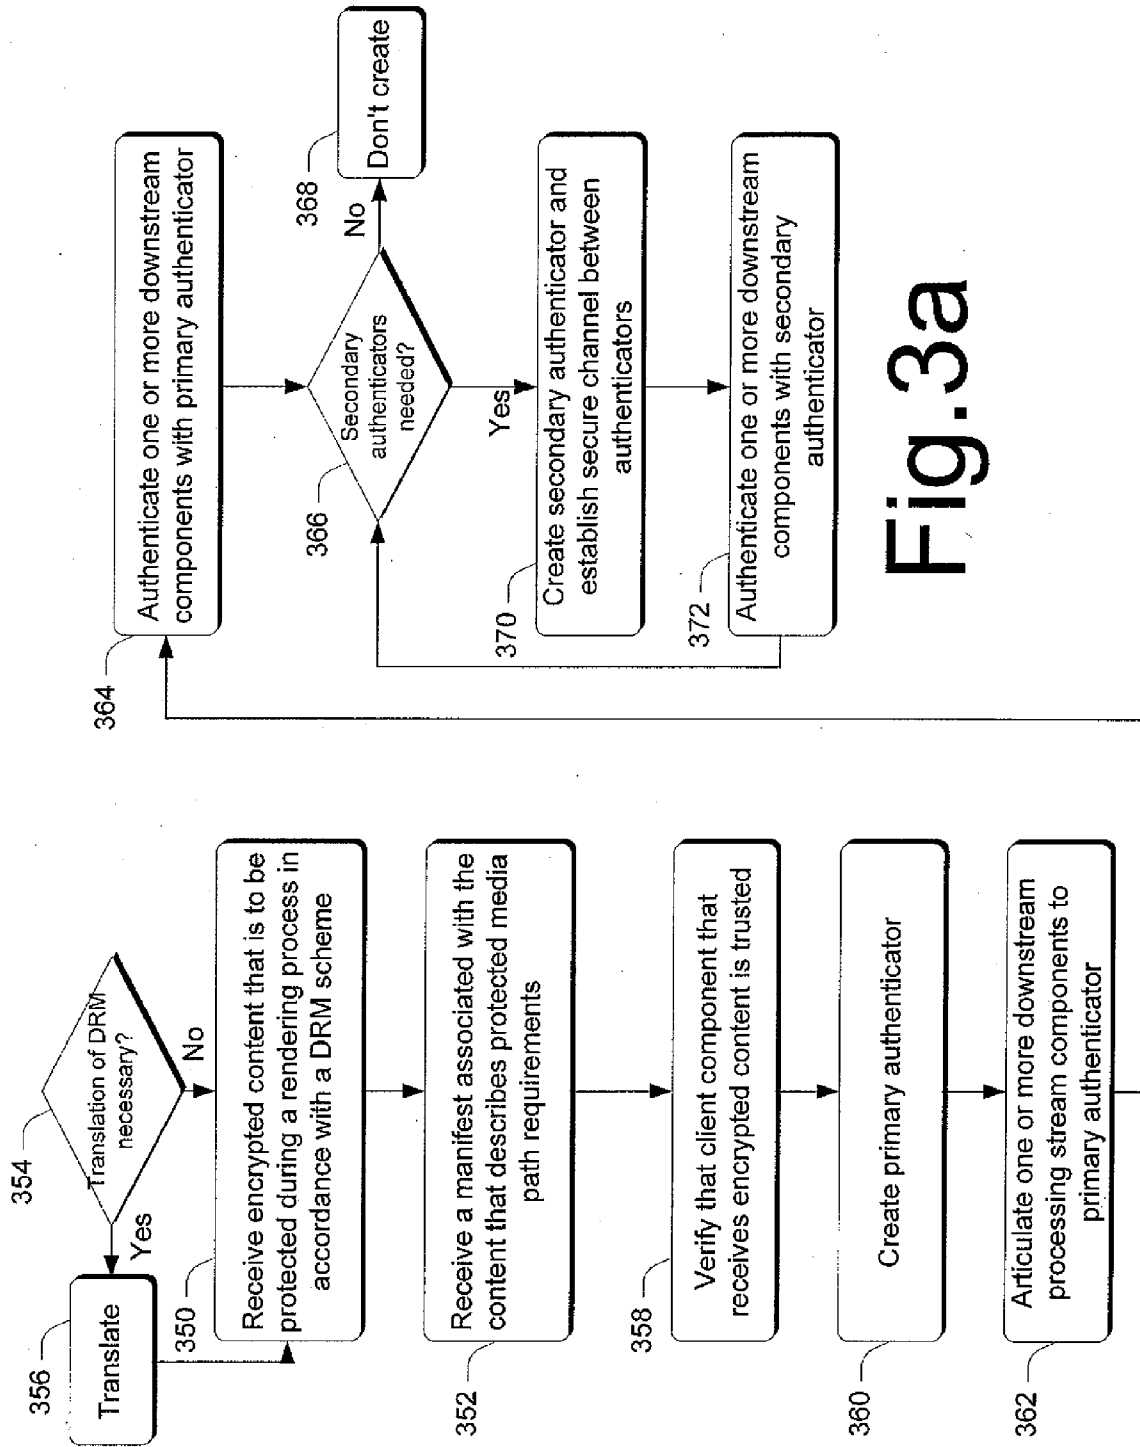 354
Translation of DRM
necessary?
Yes
No
356
Translate
350
Receive encrypted content that is to be
protected during a rendering process in
accordance with a DRM scheme
352
Receive a manifest associated with the
content that describes protected media
path requirements
358
Verify that client component that
receives encrypted content is trusted
360
Create primary authenticator
362
Articulate one or more downstream
processing stream components to
primary authenticator
364
Authenticate one or more downstream
components with primary authenticator
366
Secondary
authenticators
needed?
No
368
Don't create
Yes
370
Create secondary authenticator and
establish secure channel between
authenticators
372
Authenticate one or more downstream
components with secondary
authenticator
Fig.3a